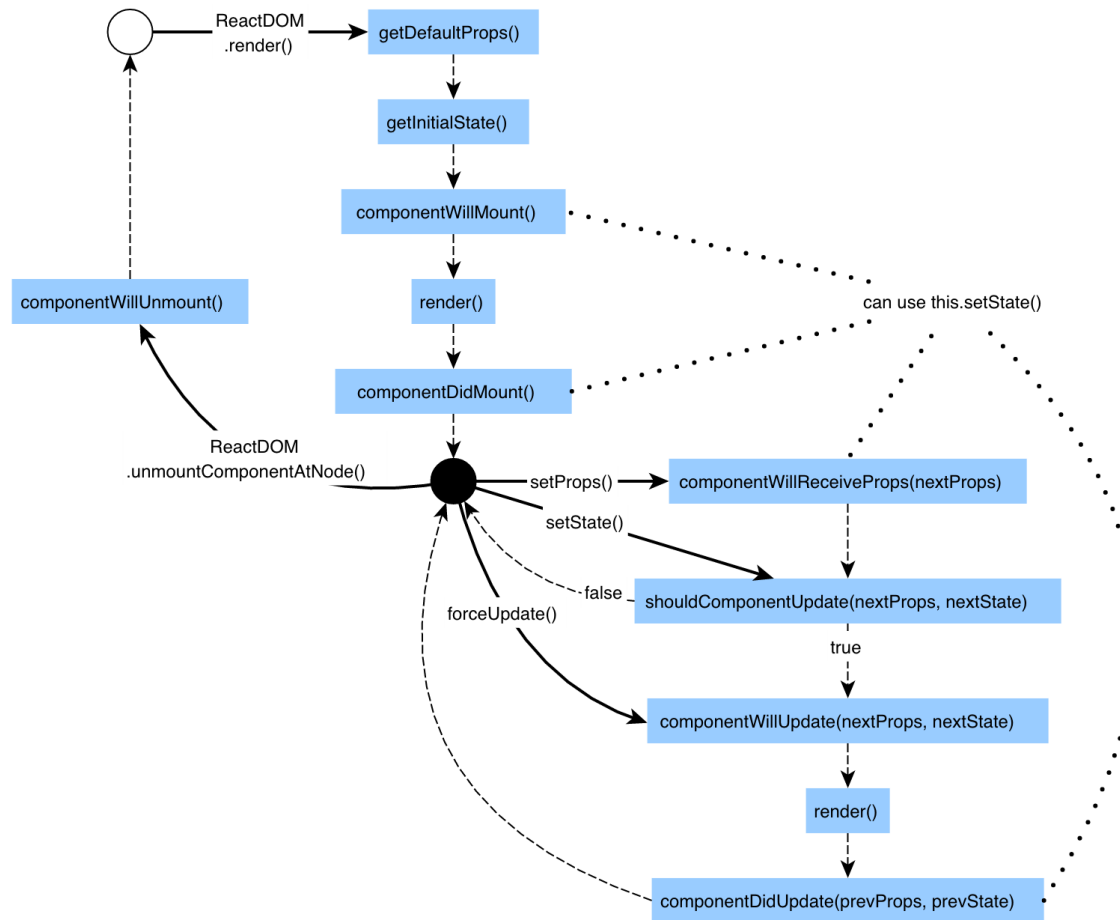 ReactDOM
.render()
getDefaultProps()
getInitialState()
componentWillMount()
componentWillUnmount()
render()
can use this.setState()
componentDidMount()
ReactDOM
.unmountComponentAtNode()
setProps()
componentWillReceiveProps(nextProps)
setState()
false
shouldComponentUpdate(nextProps, nextState)
forceUpdate()
true
componentWillUpdate(nextProps, nextState)
render()
componentDidUpdate(prevProps, prevState)